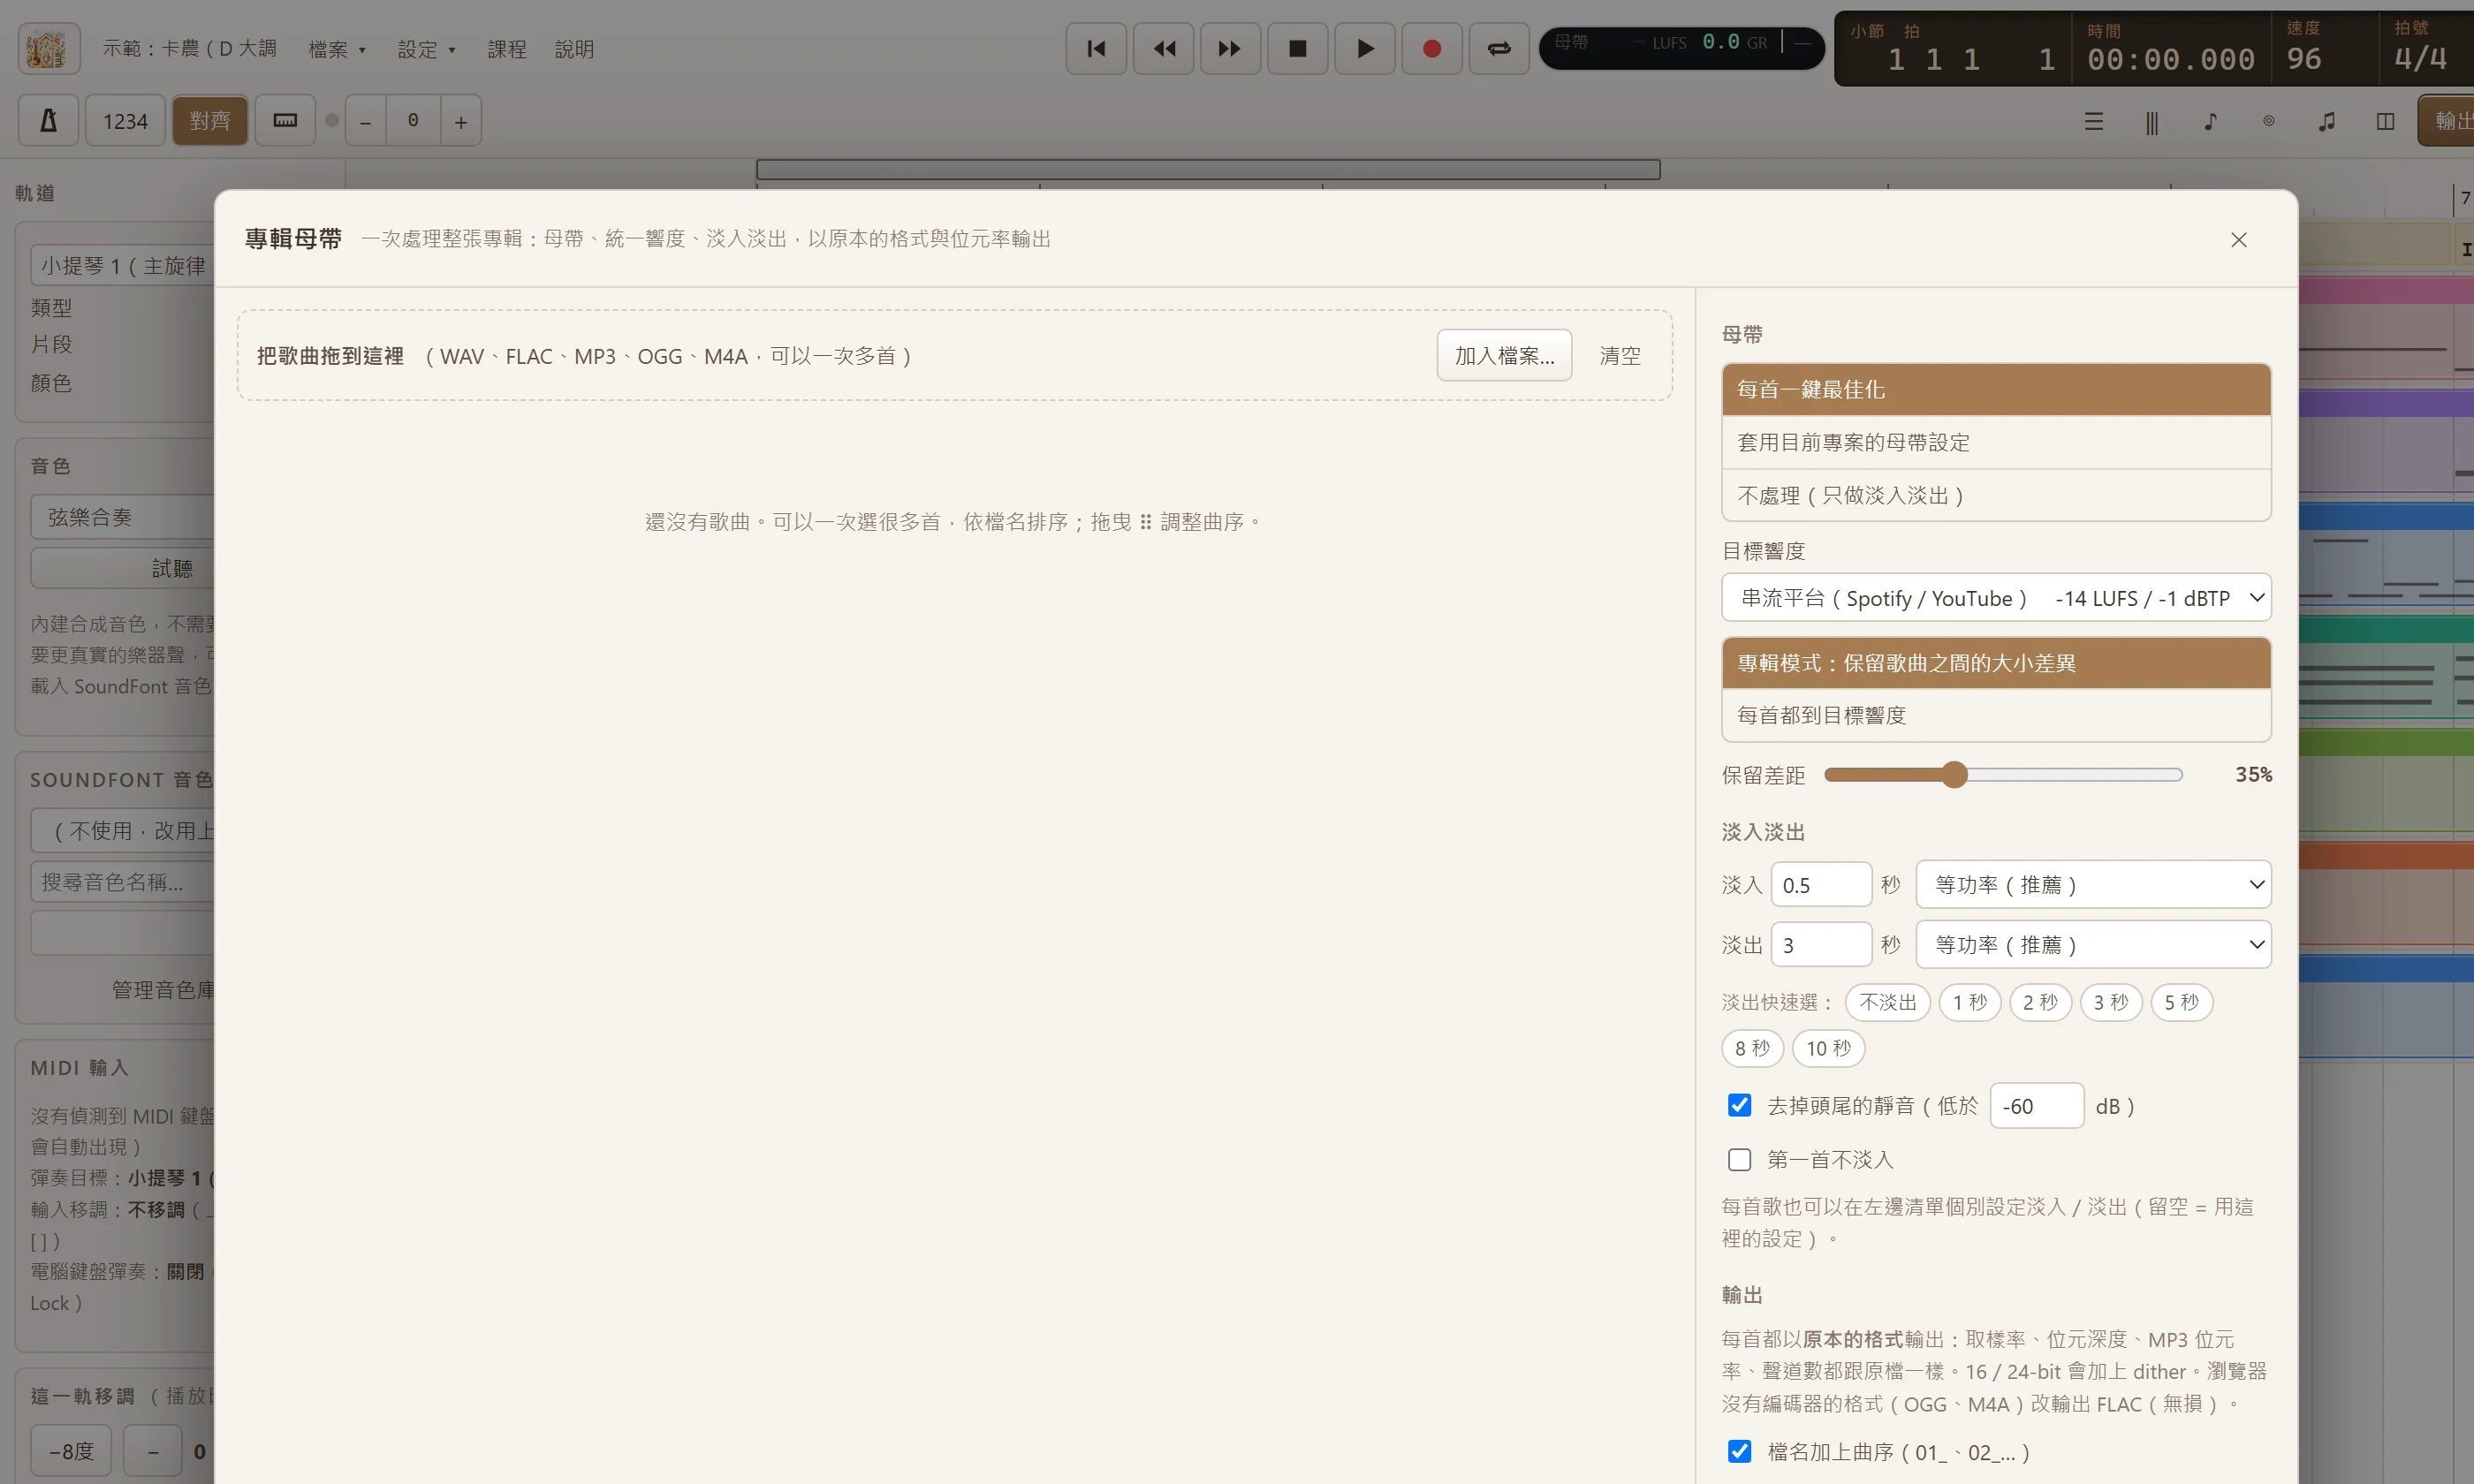 示範：卡農（D 大調 檔案 ▾ 設定 ▾ 課程 說明
母帶 – LUFS 0.0 GR —
小節 拍 時間 速度 拍號
1 1 1 1 00:00.000 96 4/4
1234 對齊 – 0 + 輸出
軌道
7
小提琴 1（主旋律
類型
片段
顏色
音色
弦樂合奏
試聽
內建合成音色，不需要
要更真實的樂器聲，可
載入 SoundFont 音色
SOUNDFONT 音色
（不使用，改用上
搜尋音色名稱...
管理音色庫
MIDI 輸入
沒有偵測到 MIDI 鍵盤
會自動出現）
彈奏目標：小提琴 1（
輸入移調：不移調（
[ ]）
電腦鍵盤彈奏：關閉
Lock）
這一軌移調（播放
–8度 – 0
專輯母帶 一次處理整張專輯：母帶、統一響度、淡入淡出，以原本的格式與位元率輸出
把歌曲拖到這裡 （WAV、FLAC、MP3、OGG、M4A，可以一次多首） 加入檔案... 清空
還沒有歌曲。可以一次選很多首，依檔名排序；拖曳 ⠿ 調整曲序。
母帶
每首一鍵最佳化
套用目前專案的母帶設定
不處理（只做淡入淡出）
目標響度
串流平台（Spotify / YouTube） -14 LUFS / -1 dBTP
專輯模式：保留歌曲之間的大小差異
每首都到目標響度
保留差距 35%
淡入淡出
淡入 0.5 秒 等功率（推薦）
淡出 3 秒 等功率（推薦）
淡出快速選： 不淡出 1 秒 2 秒 3 秒 5 秒
8 秒 10 秒
去掉頭尾的靜音（低於 -60 dB）
第一首不淡入
每首歌也可以在左邊清單個別設定淡入 / 淡出（留空 = 用這
裡的設定）。
輸出
每首都以原本的格式輸出：取樣率、位元深度、MP3 位元
率、聲道數都跟原檔一樣。16 / 24-bit 會加上 dither。瀏覽器
沒有編碼器的格式（OGG、M4A）改輸出 FLAC（無損）。
檔名加上曲序（01_、02_...）